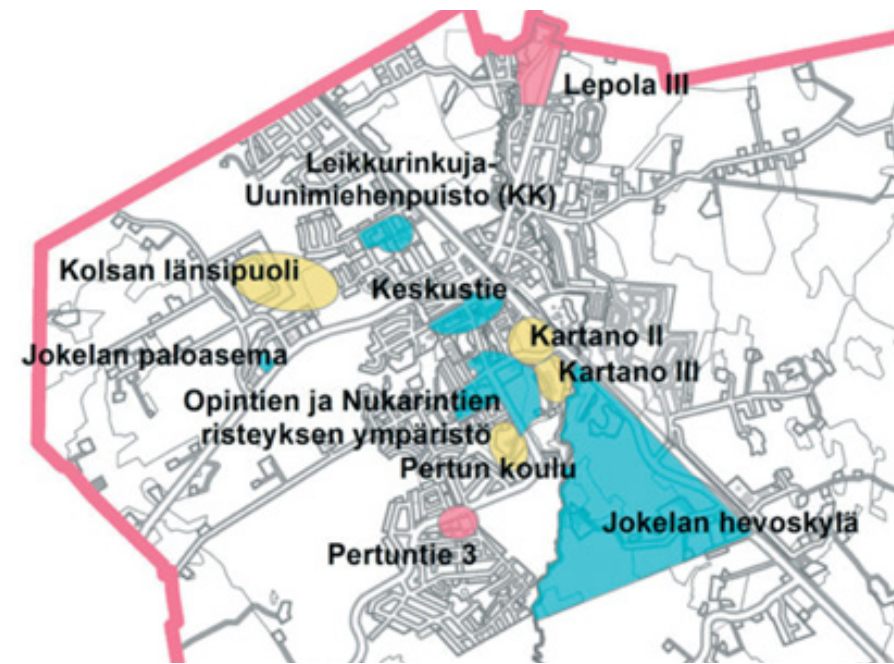 Lepola III
Leikkurinkuja-
Uunimiehenpuisto (KK)
Kolsan länsipuoli
Keskustie
Kartano II
Jokelan paloasema
Kartano III
Opintien ja Nukarintien
risteyksen ympäristö
Pertun koulu
Jokelan hevoskylä
Pertuntie 3